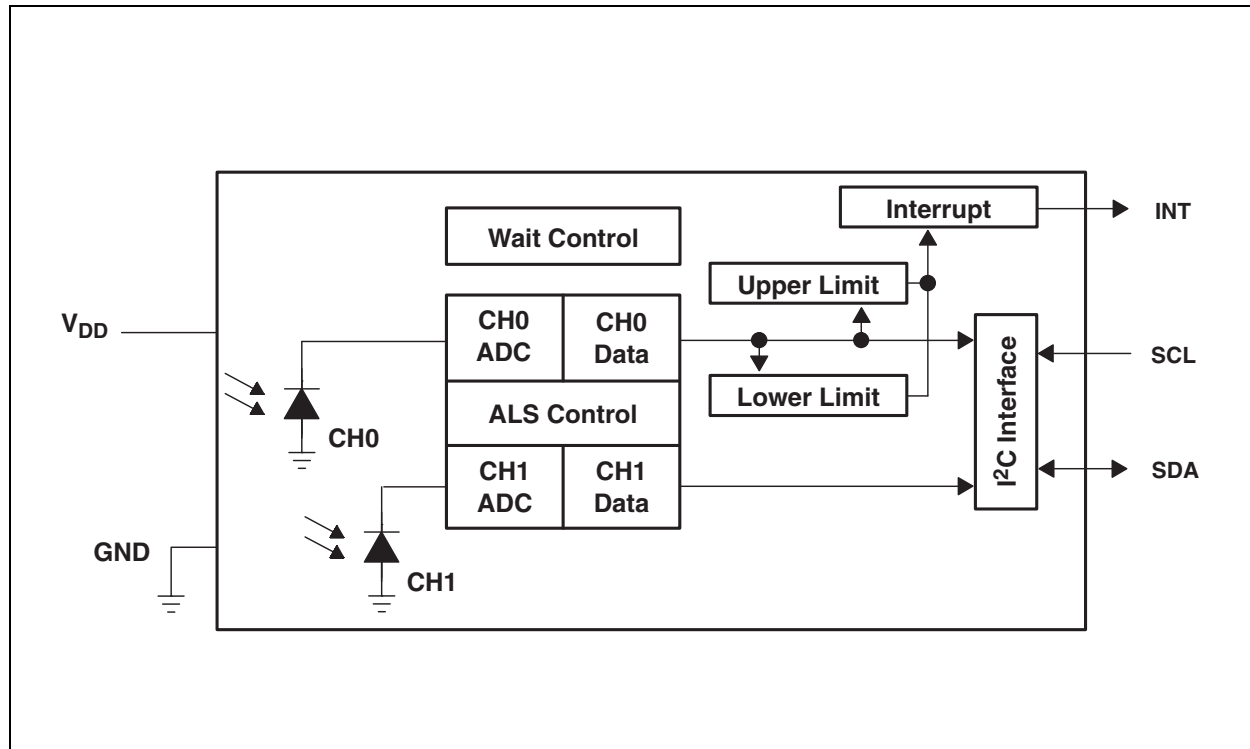 Interrupt
INT
Wait Control
Upper Limit
V_DD
CH0
ADC
CH0
Data
I²C Interface
SCL
Lower Limit
ALS Control
CH0
CH1
ADC
CH1
Data
SDA
GND
CH1